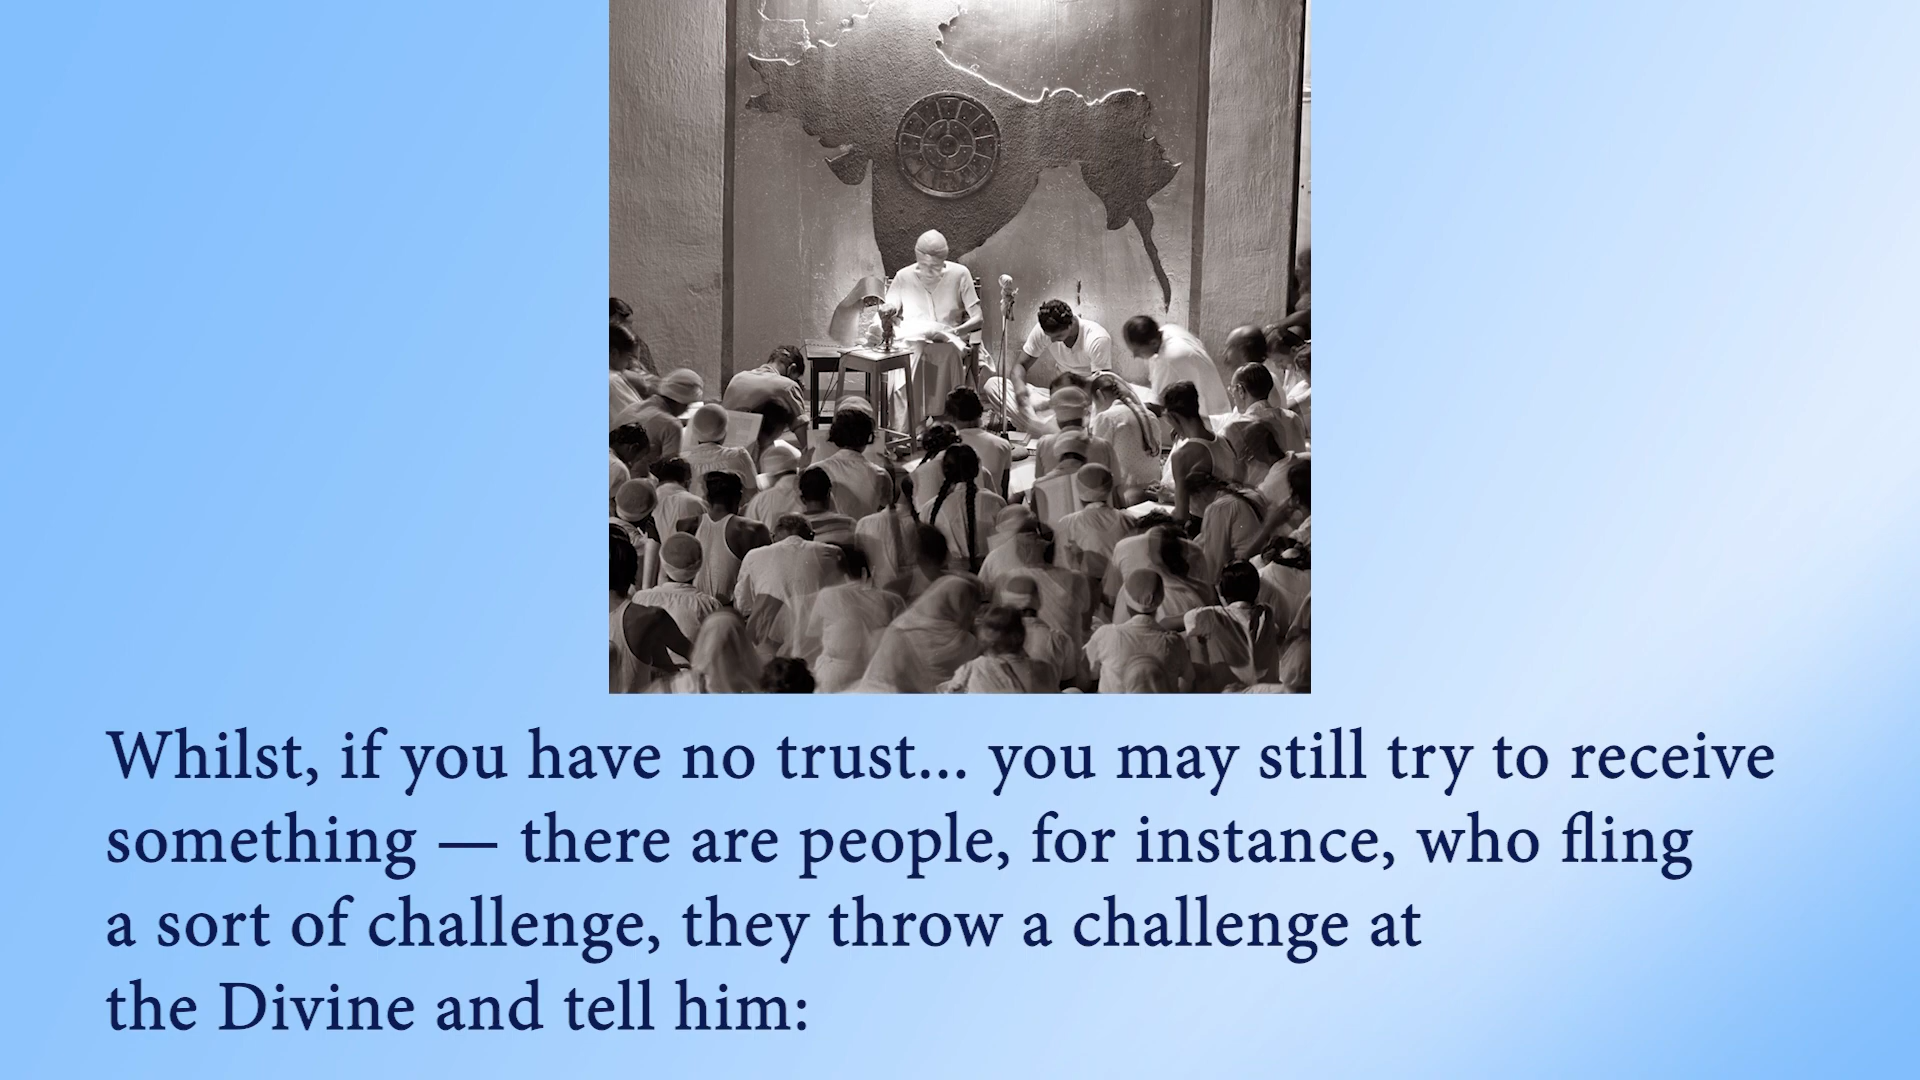 Whilst, if you have no trust... you may still try to receive
something — there are people, for instance, who fling
a sort of challenge, they throw a challenge at
the Divine and tell him: